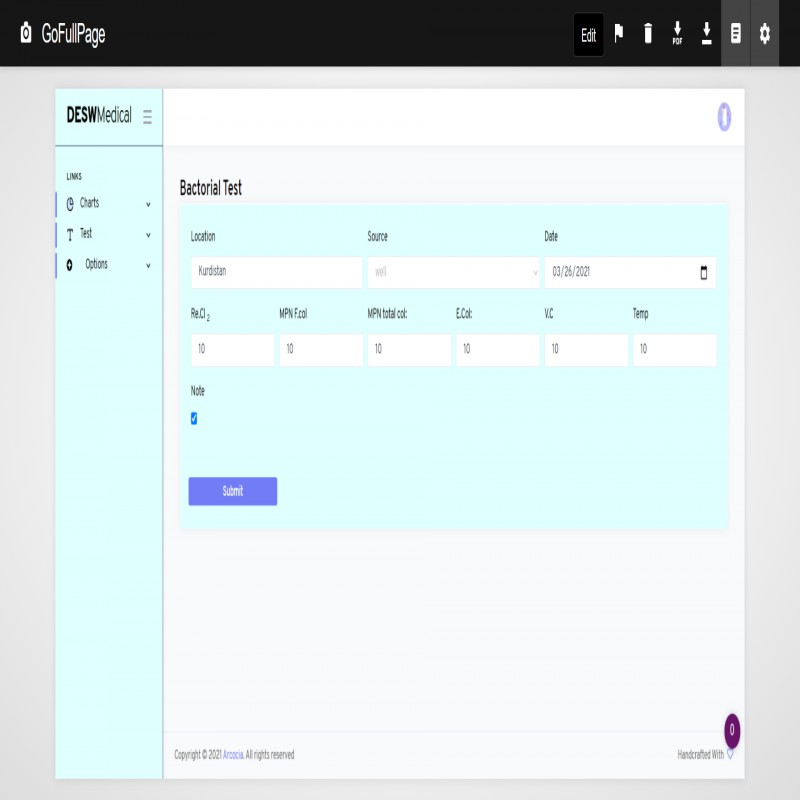 GoFullPage
Edit
PDF
DESWMedical
LINKS
Charts
Test
Options
Bactorial Test
Location Source Date
Kurdistan well 03/26/2021
Re.Cl 2 MPN F.col MPN total col: E.Col: V.C Temp
10 10 10 10 10 10
Note
Submit
0
Copyright © 2021 Arcocia. All rights reserved Handcrafted With